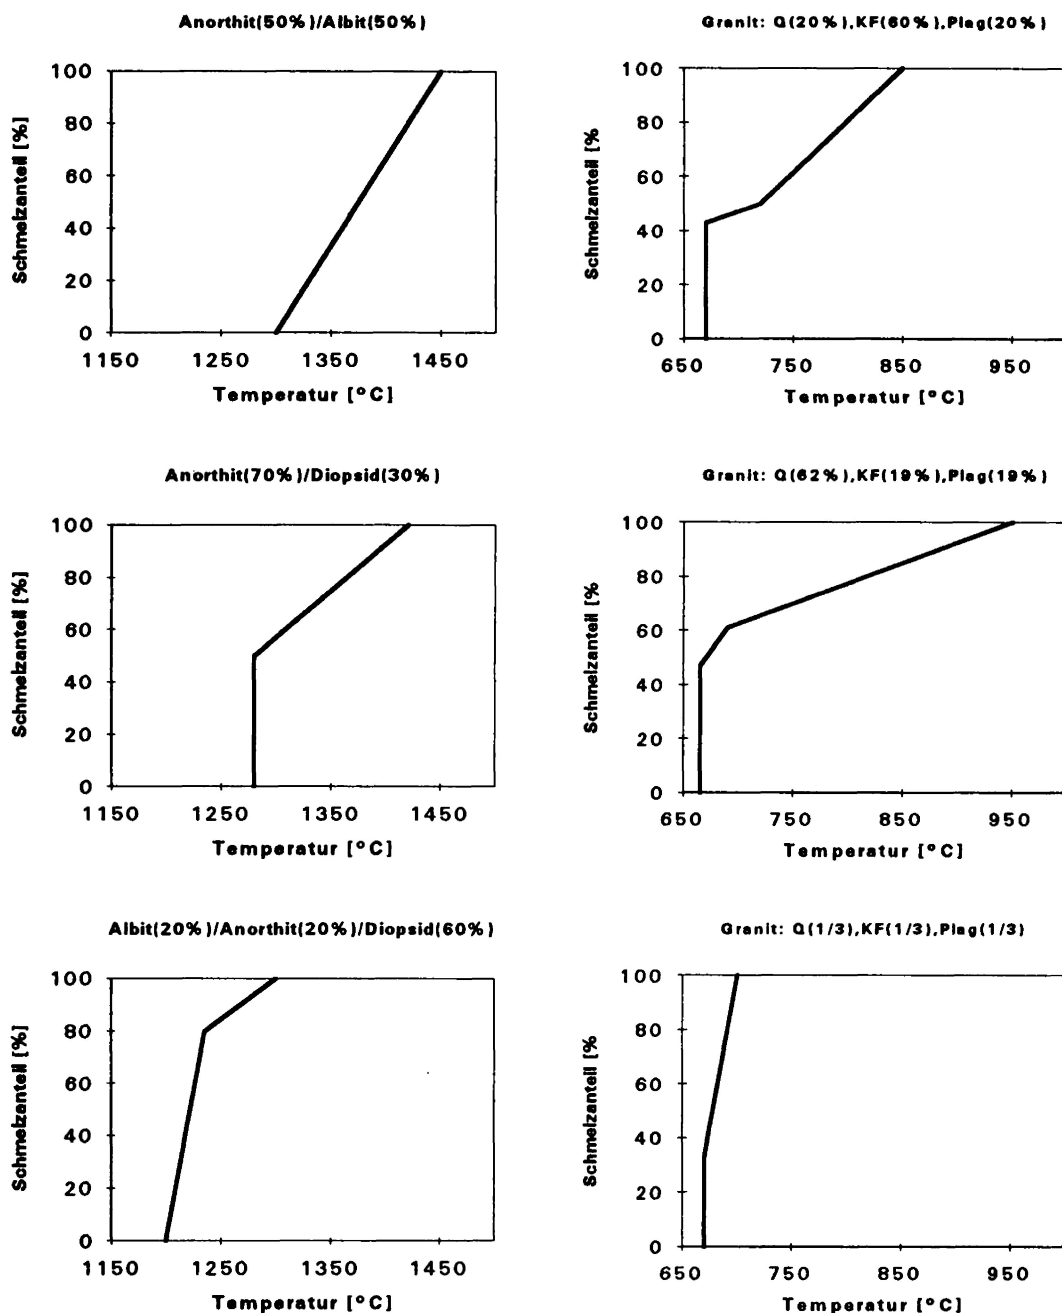 Anorthit(50%)/Albit(50%)
100
80
60
40
20
0
Schmelzanteil [%]
1150 1250 1350 1450
Temperatur [°C]
Granit: Q(20%),KF(60%),Plag(20%)
100
80
60
40
20
0
Schmelzanteil [%
650 750 850 950
Temperatur [°C]
Anorthit(70%)/Diopsid(30%)
100
80
60
40
20
0
Schmelzanteil [%]
1150 1250 1350 1450
Temperatur [°C]
Granit: Q(62%),KF(19%),Plag(19%)
100
80
60
40
20
0
Schmelzanteil [%
650 750 850 950
Temperatur [°C]
Albit(20%)/Anorthit(20%)/Diopsid(60%)
100
80
60
40
20
0
Schmelzanteil [%]
1150 1250 1350 1450
Temperatur [°C]
Granit: Q(1/3),KF(1/3),Plag(1/3)
100
80
60
40
20
0
Schmelzanteil [%
650 750 850 950
Temperatur [°C]